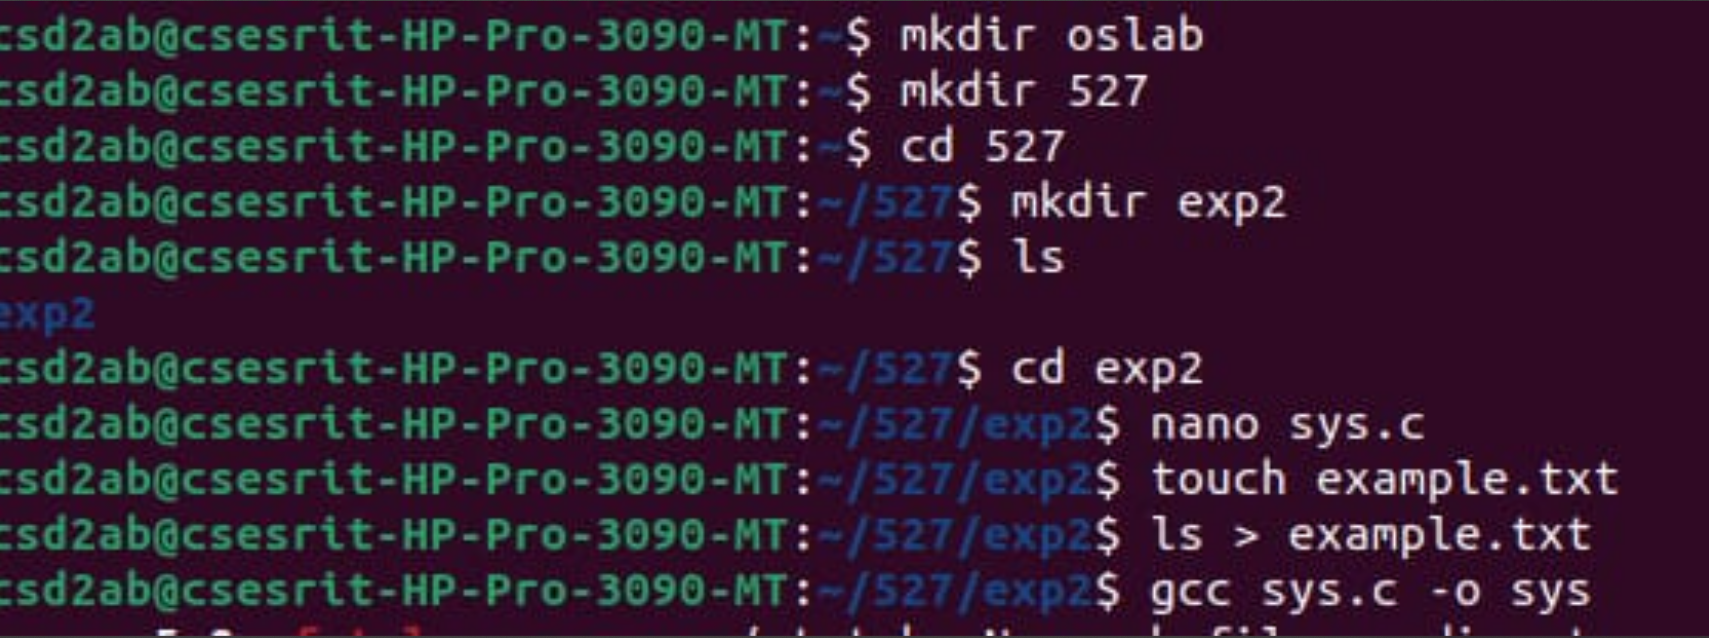 csd2ab@csesrit-HP-Pro-3090-MT:~$ mkdir oslab
csd2ab@csesrit-HP-Pro-3090-MT:~$ mkdir 527
csd2ab@csesrit-HP-Pro-3090-MT:~$ cd 527
csd2ab@csesrit-HP-Pro-3090-MT:~/527$ mkdir exp2
csd2ab@csesrit-HP-Pro-3090-MT:~/527$ ls
exp2
csd2ab@csesrit-HP-Pro-3090-MT:~/527$ cd exp2
csd2ab@csesrit-HP-Pro-3090-MT:~/527/exp2$ nano sys.c
csd2ab@csesrit-HP-Pro-3090-MT:~/527/exp2$ touch example.txt
csd2ab@csesrit-HP-Pro-3090-MT:~/527/exp2$ ls > example.txt
csd2ab@csesrit-HP-Pro-3090-MT:~/527/exp2$ gcc sys.c -o sys